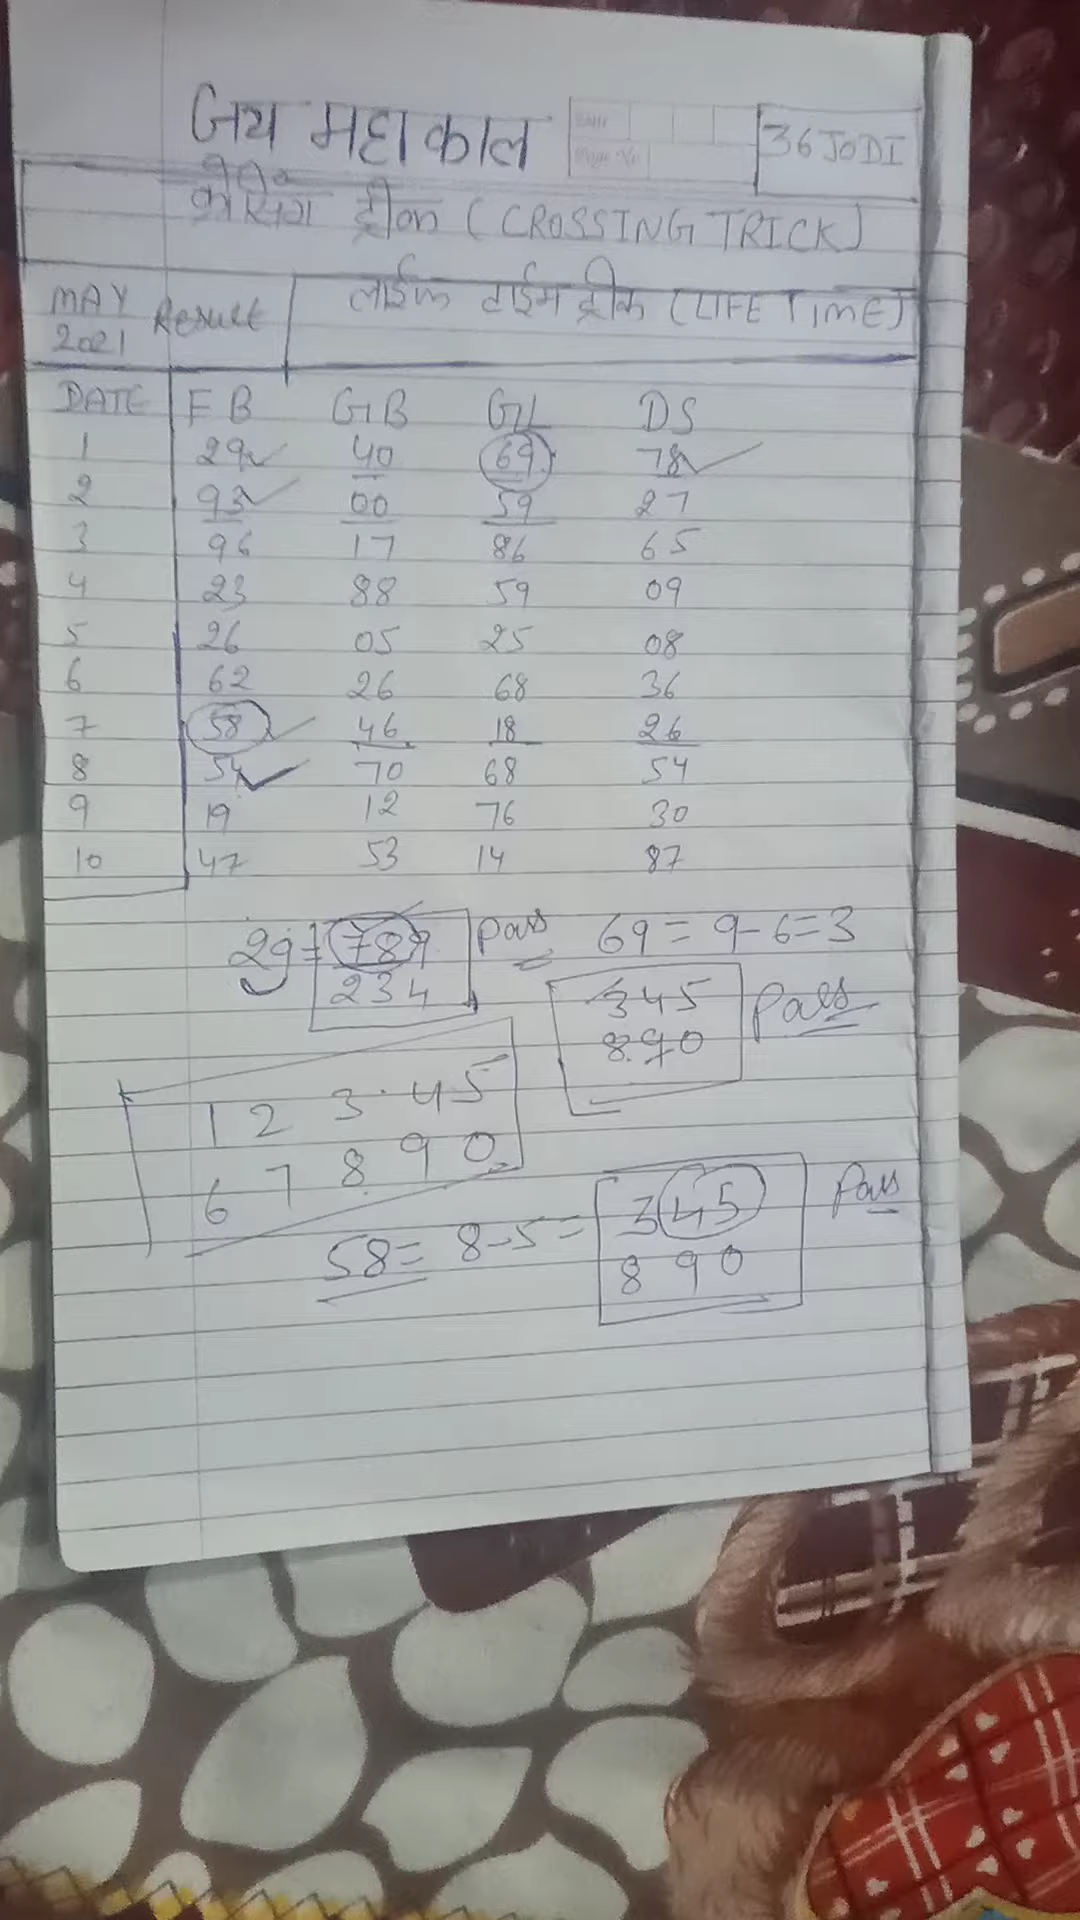 जय महाकाल
36 JODI
क्रोसिंग ट्रीक (CROSSING TRICK)
MAY 2021 Result लाईफ टाईम ट्रीक (LIFE TIME)
DATE FB GB GL DS
1 29 40 69 78
2 93 00 59 27
3 96 17 86 65
4 23 88 59 09
5 26 05 25 08
6 62 26 68 36
7 58 46 18 26
8 54 70 68 54
9 19 12 76 30
10 47 53 14 87
29=7 789 Pass 69=9-6=3
234
345 Pass
890
1 2 3 4 5
6 7 8 9 0
58= 8-5= 345 Pass
890